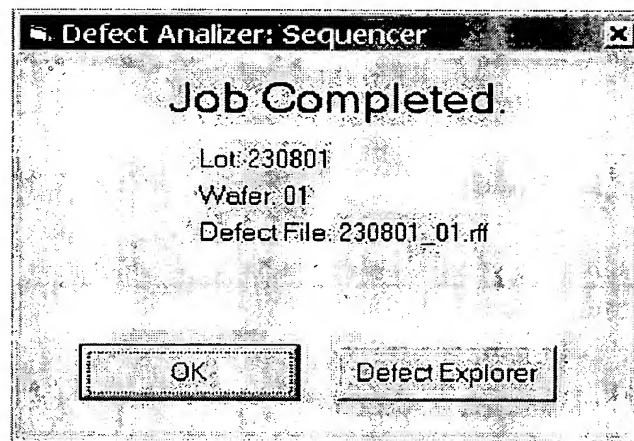 Defect Analizer: Sequencer
Job Completed.
Lot: 230801
Wafer: 01
Defect File: 230801_01.rff
OK
Defect Explorer